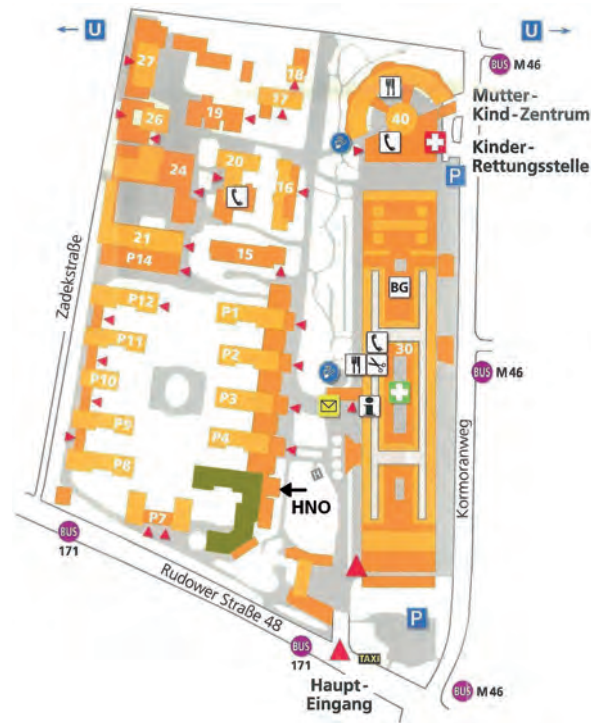 U
U
BUS M46
27
18
17
Mutter-
Kind-Zentrum
40
19
26
Kinder-
Rettungsstelle
20
24
16
P
21
P14
15
Zadekstraße
BG
P12
P1
P11
30
P2
BUS M46
P10
P3
i
P9
P4
Kormoranweg
P8
H
HNO
P7
BUS
171
Rudower Straße 48
P
BUS
171
TAXI
Haupt-
Eingang
BUS M46